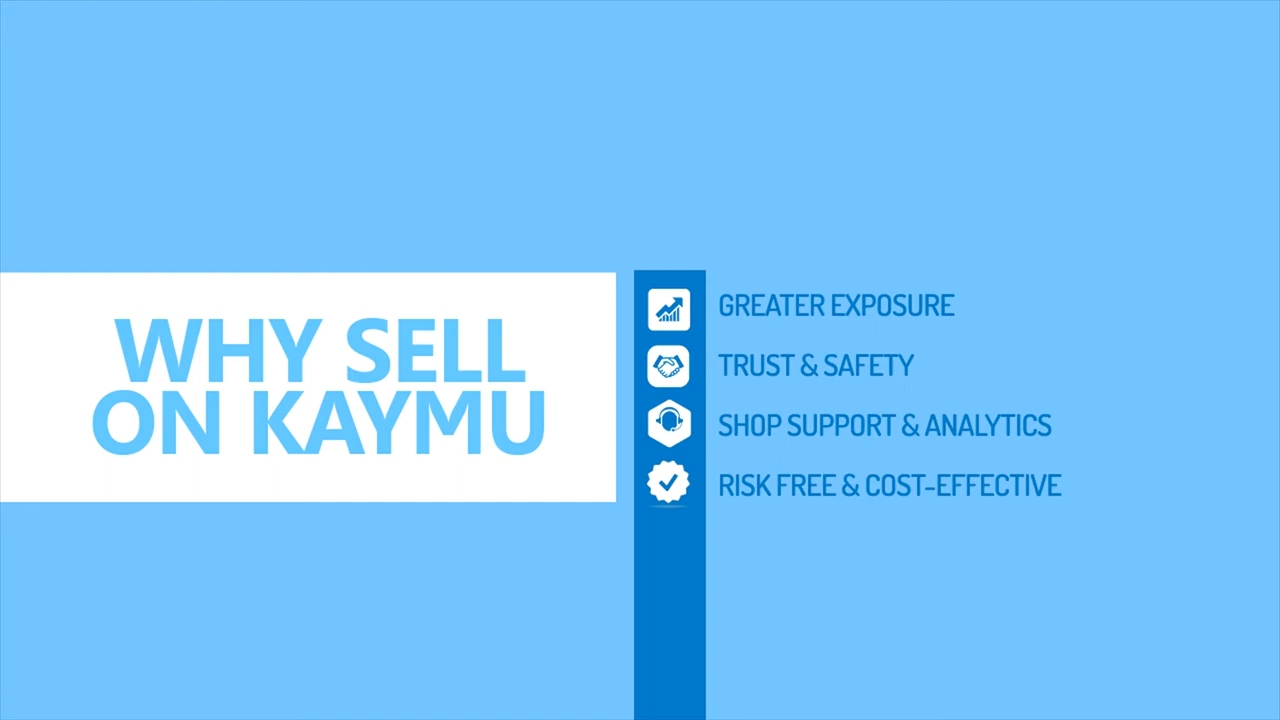 WHY SELL
ON KAYMU
GREATER EXPOSURE
TRUST & SAFETY
SHOP SUPPORT & ANALYTICS
RISK FREE & COST-EFFECTIVE